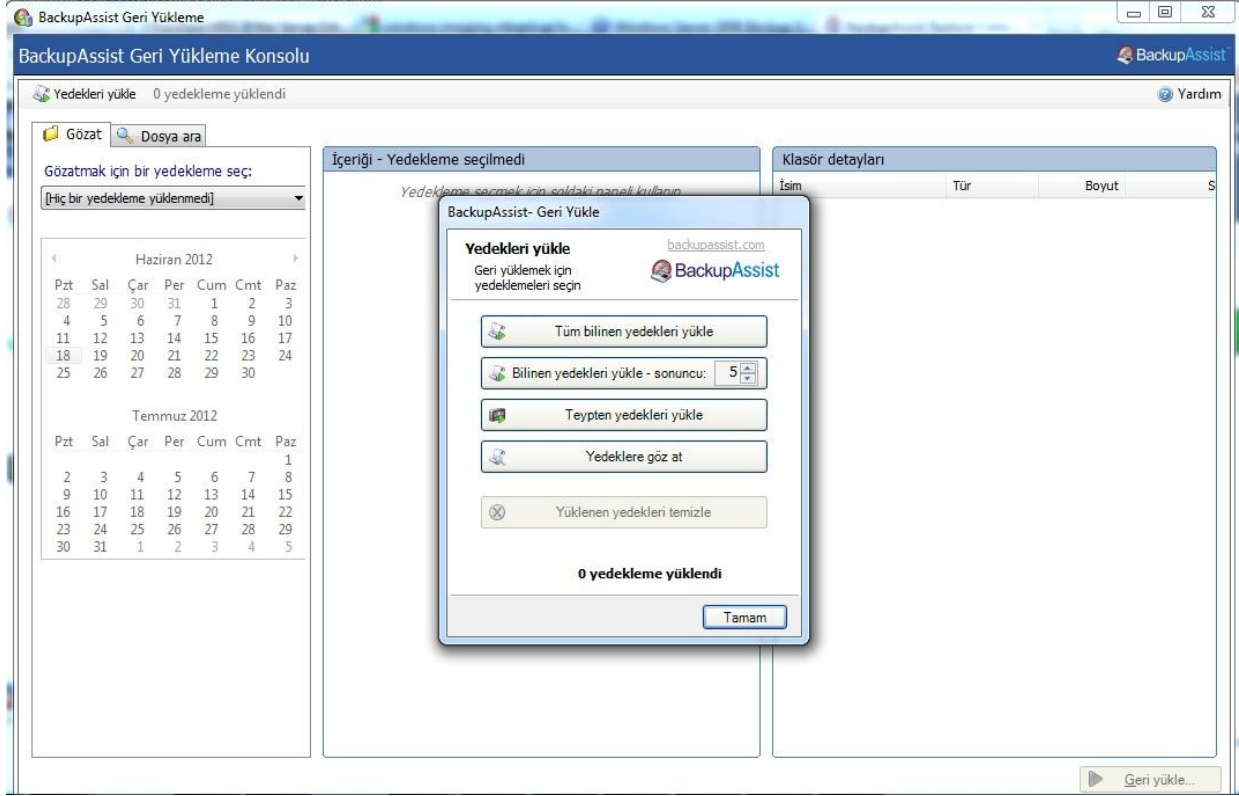 BackupAssist Geri Yükleme
BackupAssist Geri Yükleme Konsolu
BackupAssist
Yedekleri yükle 0 yedekleme yüklendi
Yardım
Gözat Dosya ara
Gözatmak için bir yedekleme seç:
[Hiç bir yedekleme yüklenmedi]
Haziran 2012
Pzt Sal Çar Per Cum Cmt Paz
28 29 30 31 1 2 3
4 5 6 7 8 9 10
11 12 13 14 15 16 17
18 19 20 21 22 23 24
25 26 27 28 29 30
Temmuz 2012
Pzt Sal Çar Per Cum Cmt Paz
1
2 3 4 5 6 7 8
9 10 11 12 13 14 15
16 17 18 19 20 21 22
23 24 25 26 27 28 29
30 31 1 2 3 4 5
İçeriği - Yedekleme seçilmedi
Yedekleme seçmek için soldaki paneli kullanın
Klasör detayları
İsim Tür Boyut S
BackupAssist- Geri Yükle
Yedekleri yükle
backupassist.com
Geri yüklemek için
yedeklemeleri seçin
BackupAssist
Tüm bilinen yedekleri yükle
Bilinen yedekleri yükle - sonuncu: 5
Teypten yedekleri yükle
Yedeklere göz at
Yüklenen yedekleri temizle
0 yedekleme yüklendi
Tamam
Geri yükle...